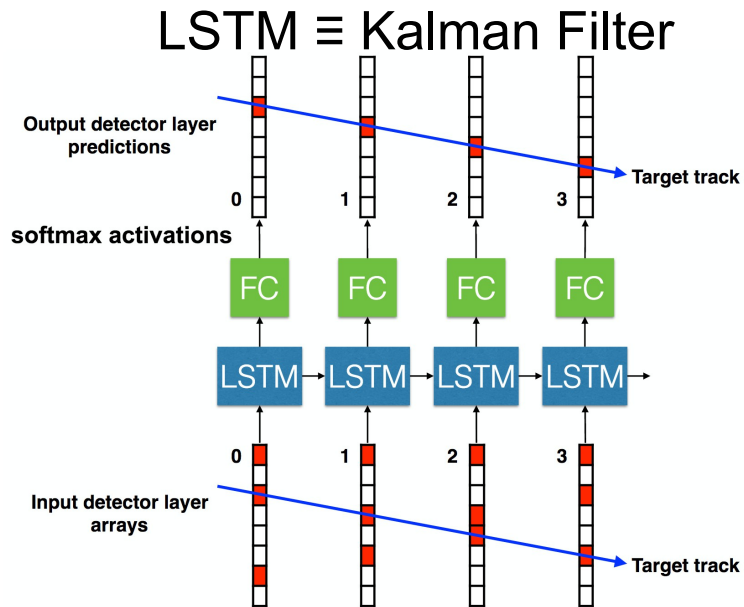 LSTM ≡ Kalman Filter
Output detector layer
predictions
Target track
0 1 2 3
softmax activations
FC FC FC FC
LSTM LSTM LSTM LSTM
0 1 2 3
Input detector layer
arrays
Target track